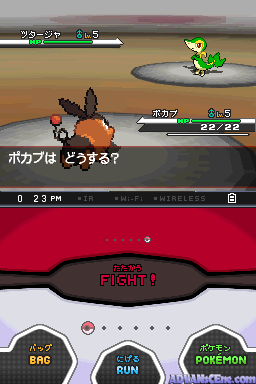 ツタージャ ♂Lv.5
HP
ポカブ ♂Lv.5
HP
22/22
ポカブは どうする?
0 23 PM IR Wi-Fi WIRELESS
たたかう
FIGHT!
バッグ
BAG
にげる
RUN
ポケモン
POKéMON
ADVANSCENE.COM